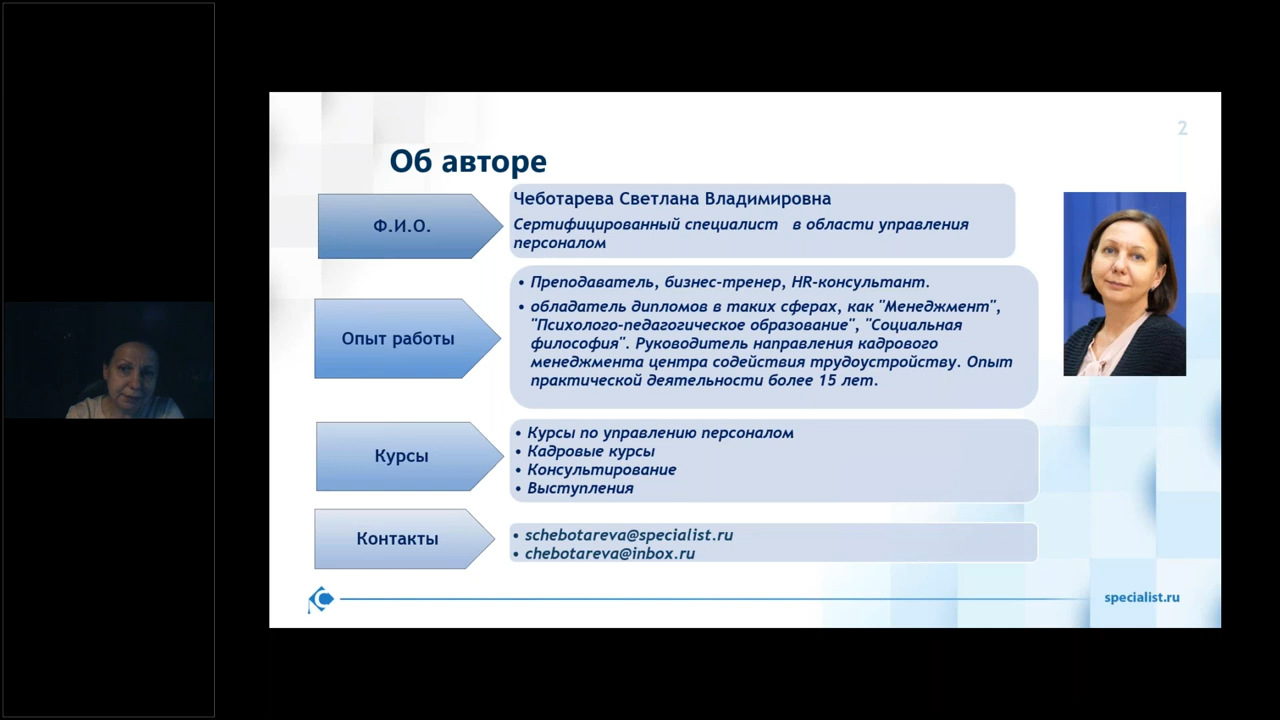 2
Об авторе
Ф.И.О.
Чеботарева Светлана Владимировна
Сертифицированный специалист в области управления
персоналом
Опыт работы
• Преподаватель, бизнес-тренер, HR-консультант.
• обладатель дипломов в таких сферах, как "Менеджмент",
"Психолого-педагогическое образование", "Социальная
философия". Руководитель направления кадрового
менеджмента центра содействия трудоустройству. Опыт
практической деятельности более 15 лет.
Курсы
• Курсы по управлению персоналом
• Кадровые курсы
• Консультирование
• Выступления
Контакты
• schebotareva@specialist.ru
• chebotareva@inbox.ru
specialist.ru